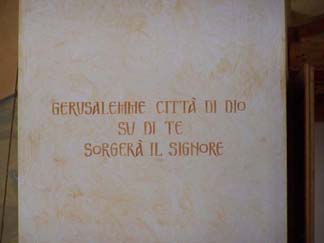 GERUSALEMME CITTÀ DI DIO
SU DI TE
SORGERÀ IL SIGNORE